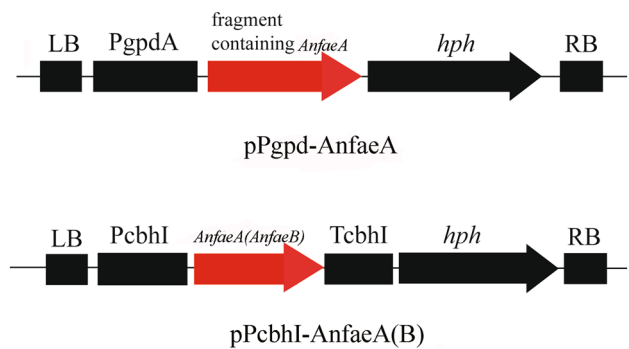 fragment
LB PgpdA containing AnfaeA hph RB
pPgpd-AnfaeA
LB PcbhI AnfaeA(AnfaeB) TcbhI hph RB
pPcbhI-AnfaeA(B)